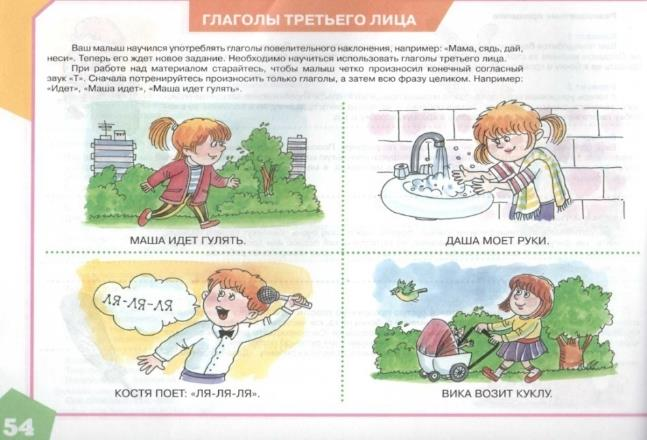 ГЛАГОЛЫ ТРЕТЬЕГО ЛИЦА
Ваш малыш научился употреблять глаголы повелительного наклонения, например: «Мама, сядь, дай,
неси». Теперь его ждет новое задание. Необходимо научиться использовать глаголы третьего лица.
При работе над материалом старайтесь, чтобы малыш четко произносил конечный согласный
звук «Т». Сначала потренируйтесь произносить только глаголы, а затем всю фразу целиком. Например:
«Идет», «Маша идет», «Маша идет гулять».
МАША ИДЕТ ГУЛЯТЬ.
ДАША МОЕТ РУКИ.
ЛЯ-ЛЯ-ЛЯ
КОСТЯ ПОЕТ: «ЛЯ-ЛЯ-ЛЯ».
ВИКА ВОЗИТ КУКЛУ.
54